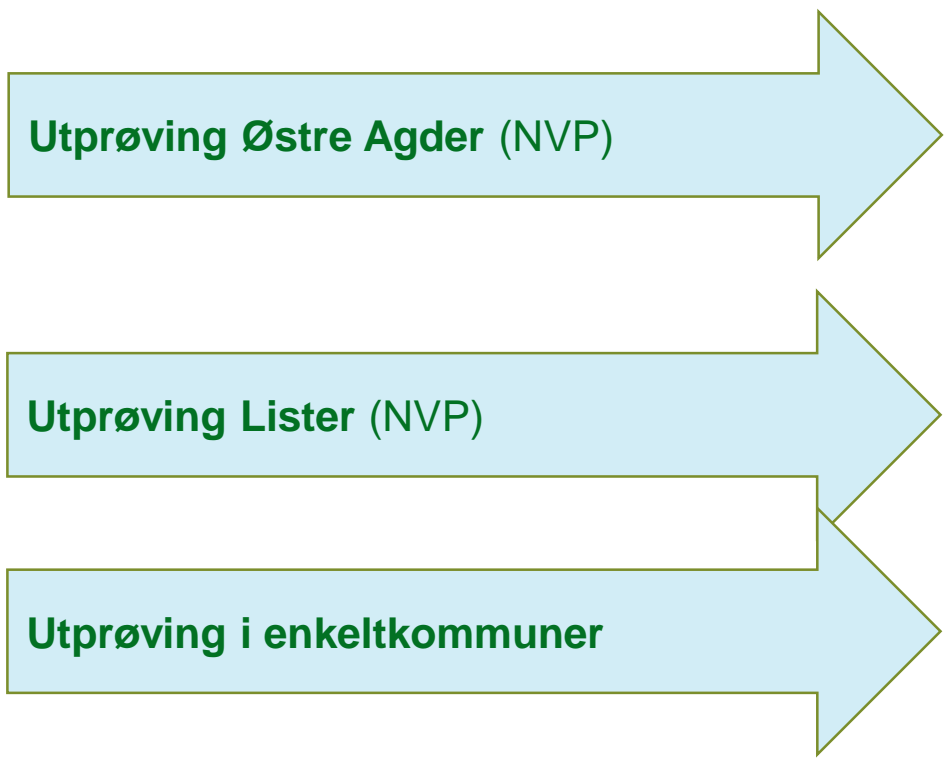 Utprøving Østre Agder (NVP)
Utprøving Lister (NVP)
Utprøving i enkeltkommuner